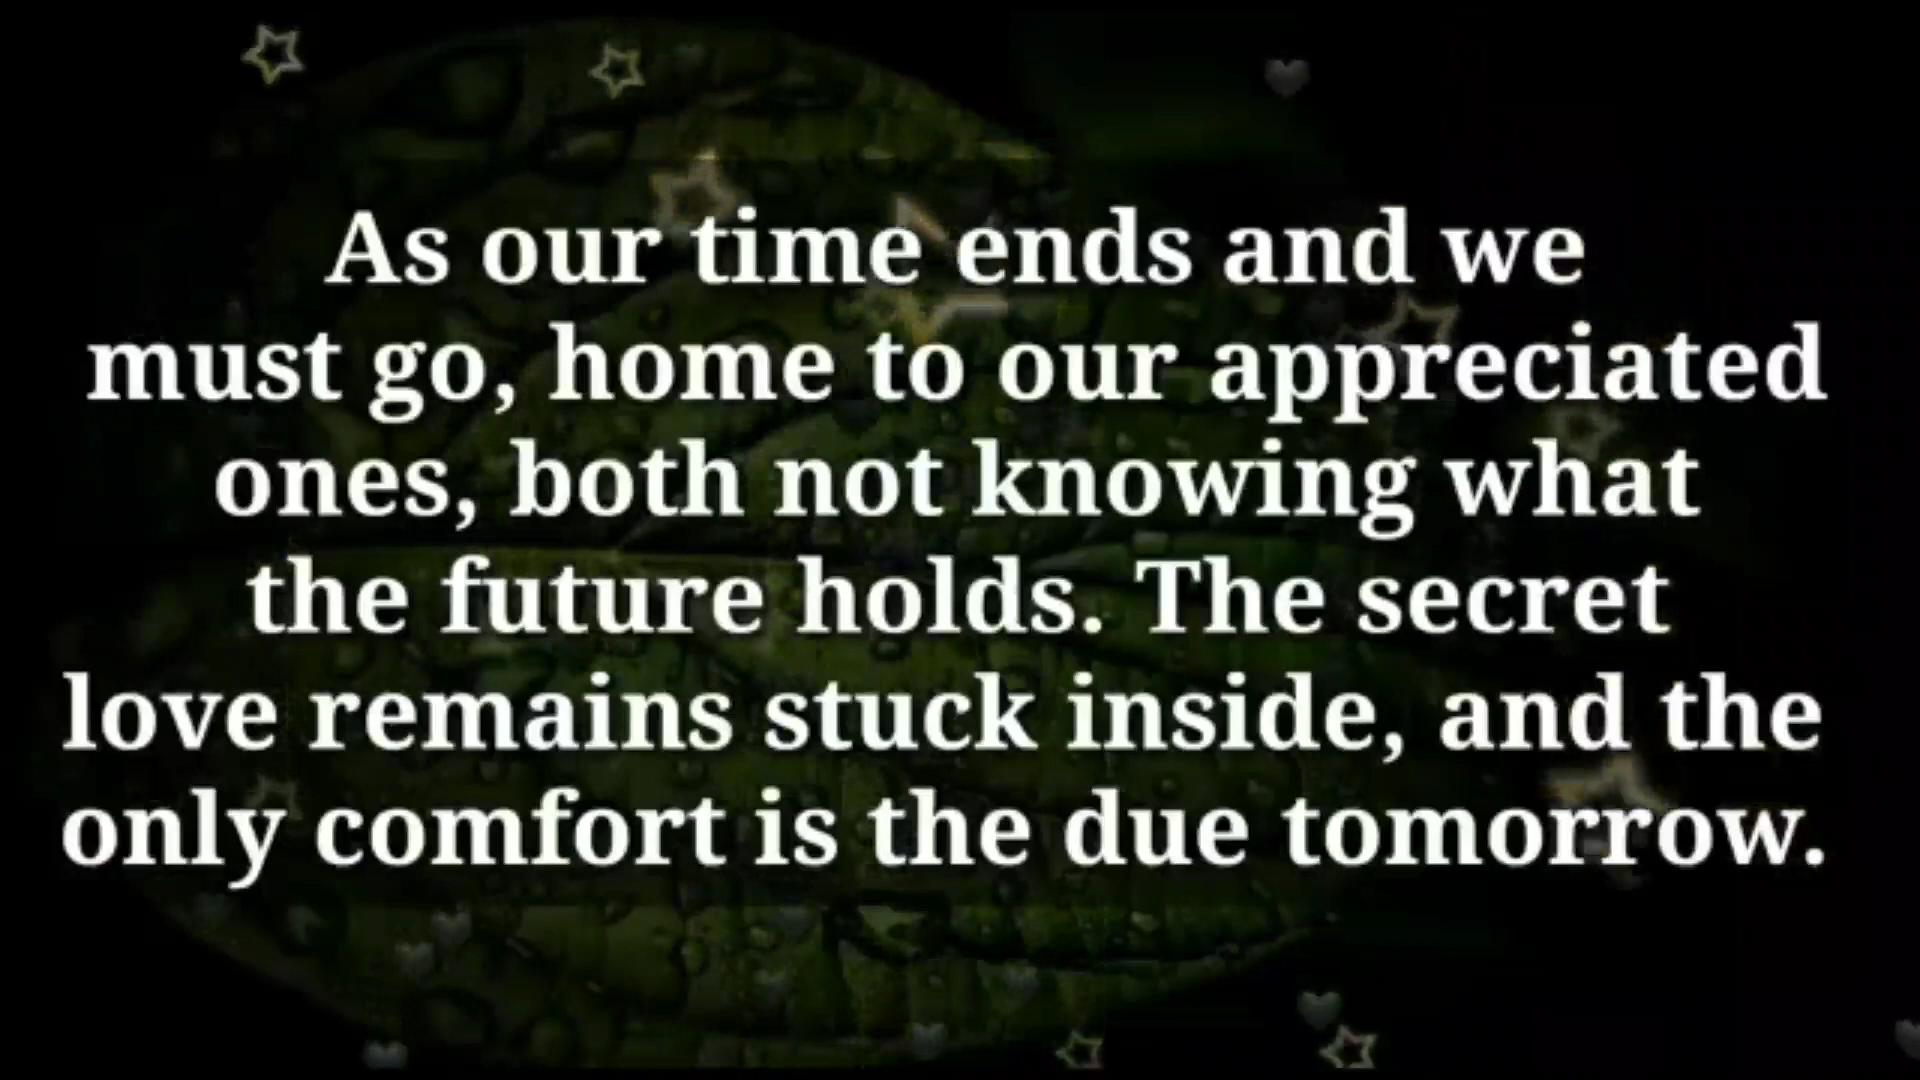 As our time ends and we
must go, home to our appreciated
ones, both not knowing what
the future holds. The secret
love remains stuck inside, and the
only comfort is the due tomorrow.